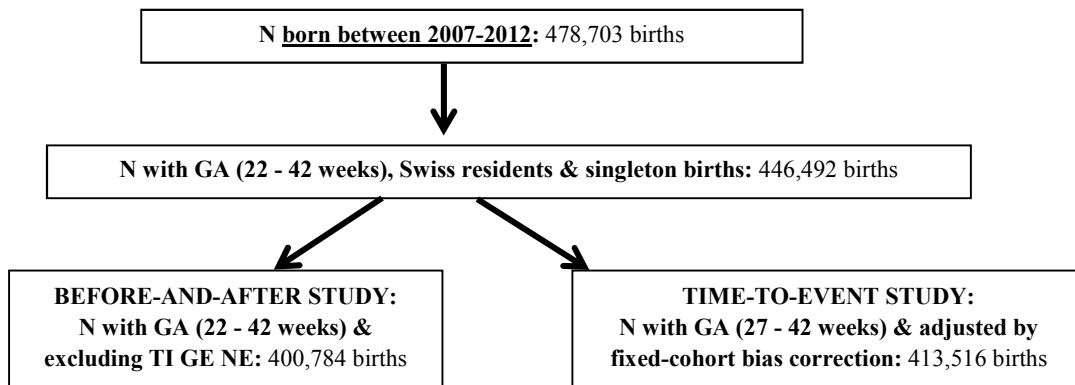 N born between 2007-2012: 478,703 births
N with GA (22 - 42 weeks), Swiss residents & singleton births: 446,492 births
BEFORE-AND-AFTER STUDY:
N with GA (22 - 42 weeks) &
excluding TI GE NE: 400,784 births
TIME-TO-EVENT STUDY:
N with GA (27 - 42 weeks) & adjusted by
fixed-cohort bias correction: 413,516 births